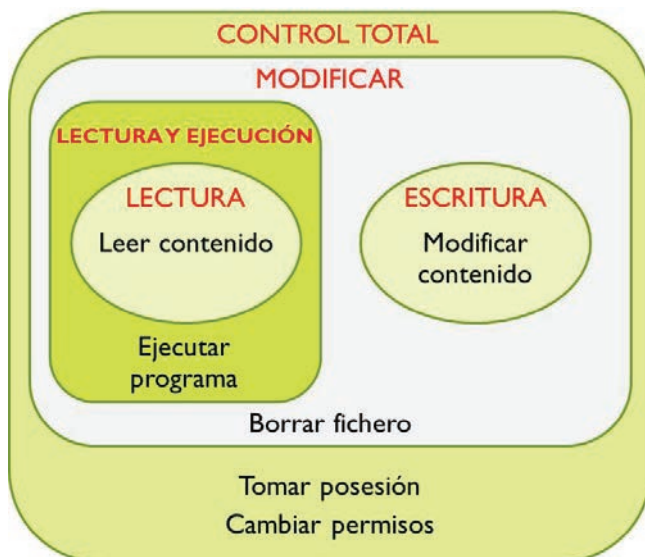 CONTROL TOTAL
MODIFICAR
LECTURA Y EJECUCIÓN
LECTURA
Leer contenido
Ejecutar
programa
ESCRITURA
Modificar
contenido
Borrar fichero
Tomar posesión
Cambiar permisos